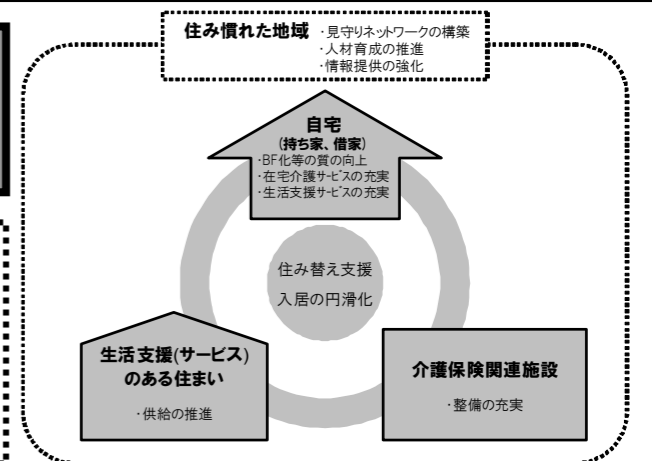 住み慣れた地域 ・見守りネットワークの構築
・人材育成の推進
・情報提供の強化
自宅
(持ち家、借家)
・BF化等の質の向上
・在宅介護サービスの充実
・生活支援サービスの充実
住み替え支援
入居の円滑化
生活支援(サービス)
のある住まい
・供給の推進
介護保険関連施設
・整備の充実